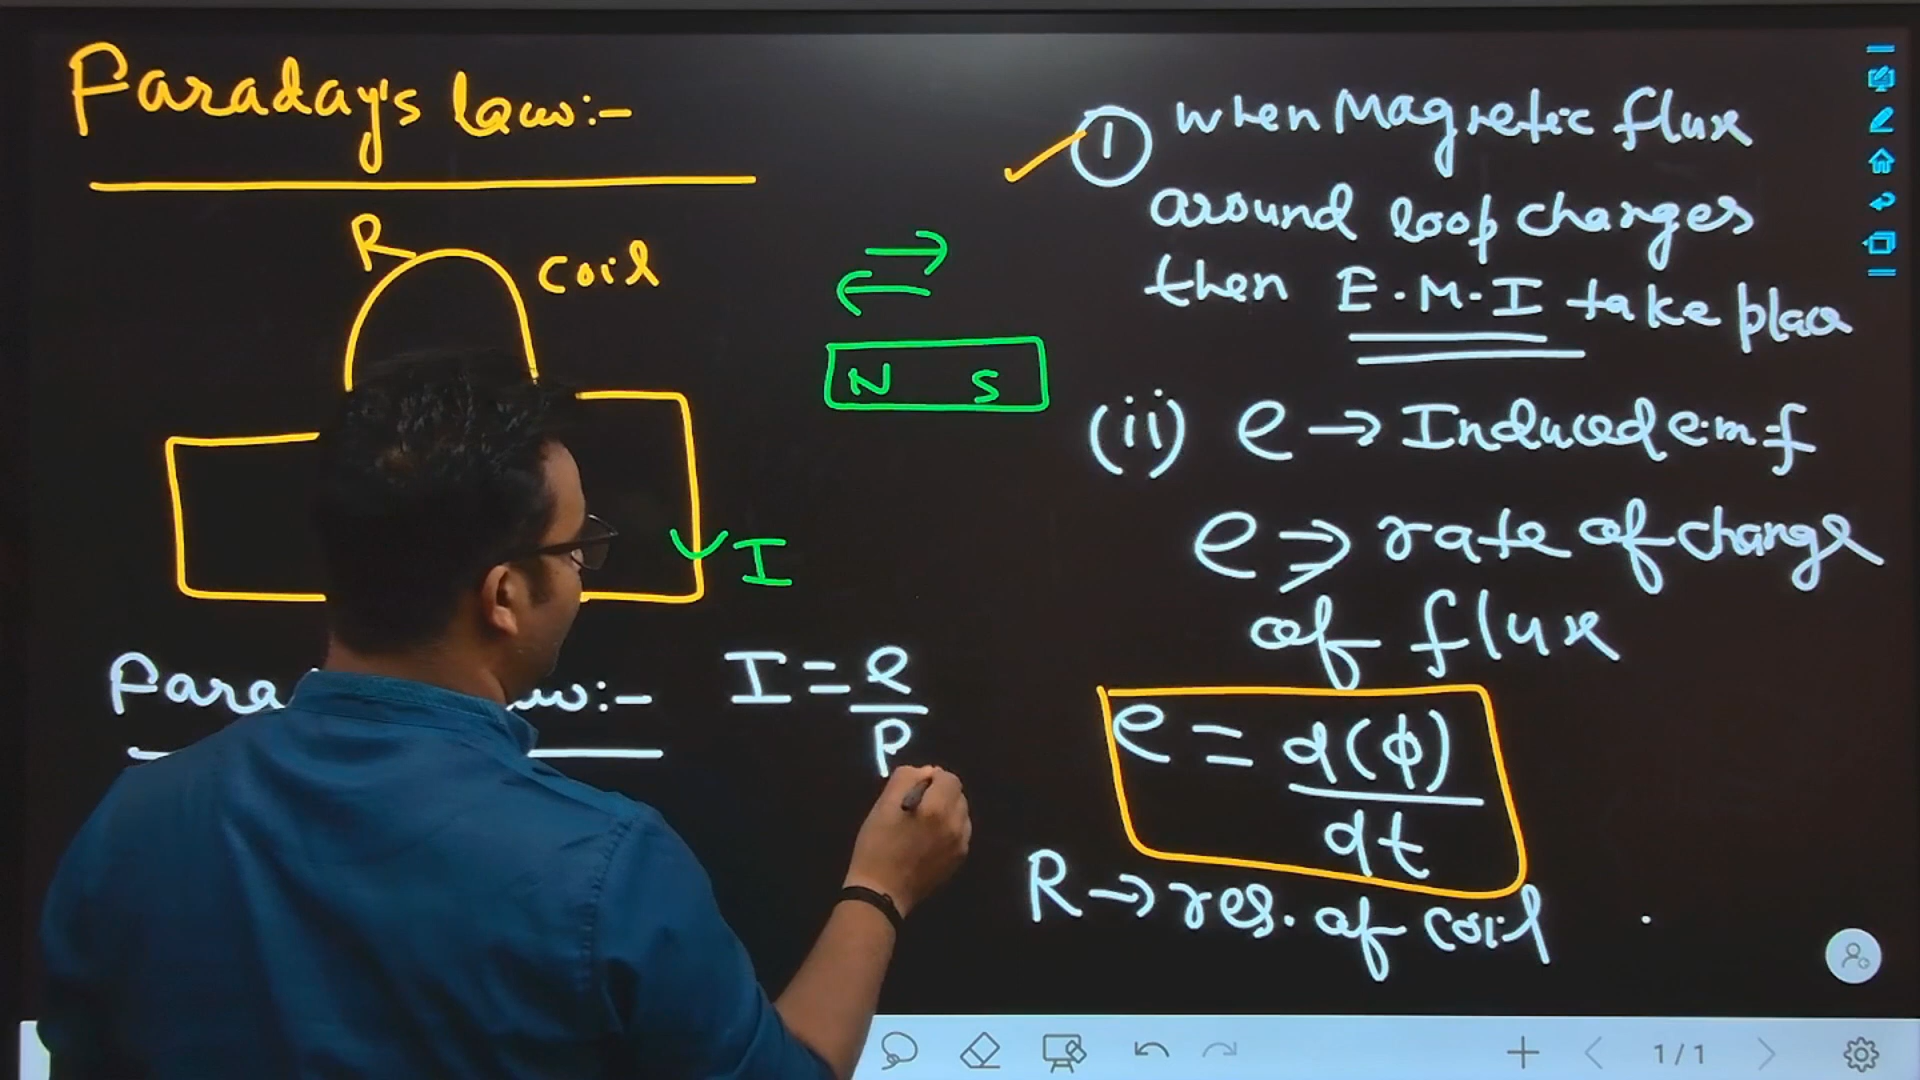 Faraday's law:-
R
coil
N S
I
Fara
w:-
I = e
R
① when Magnetic flux
around loop changes
then E.M.I take place
(ii) e → Induced e.m.f
e ⇒ rate of change
of flux
e = d(ϕ)
dt
R → res. of coil
1/1